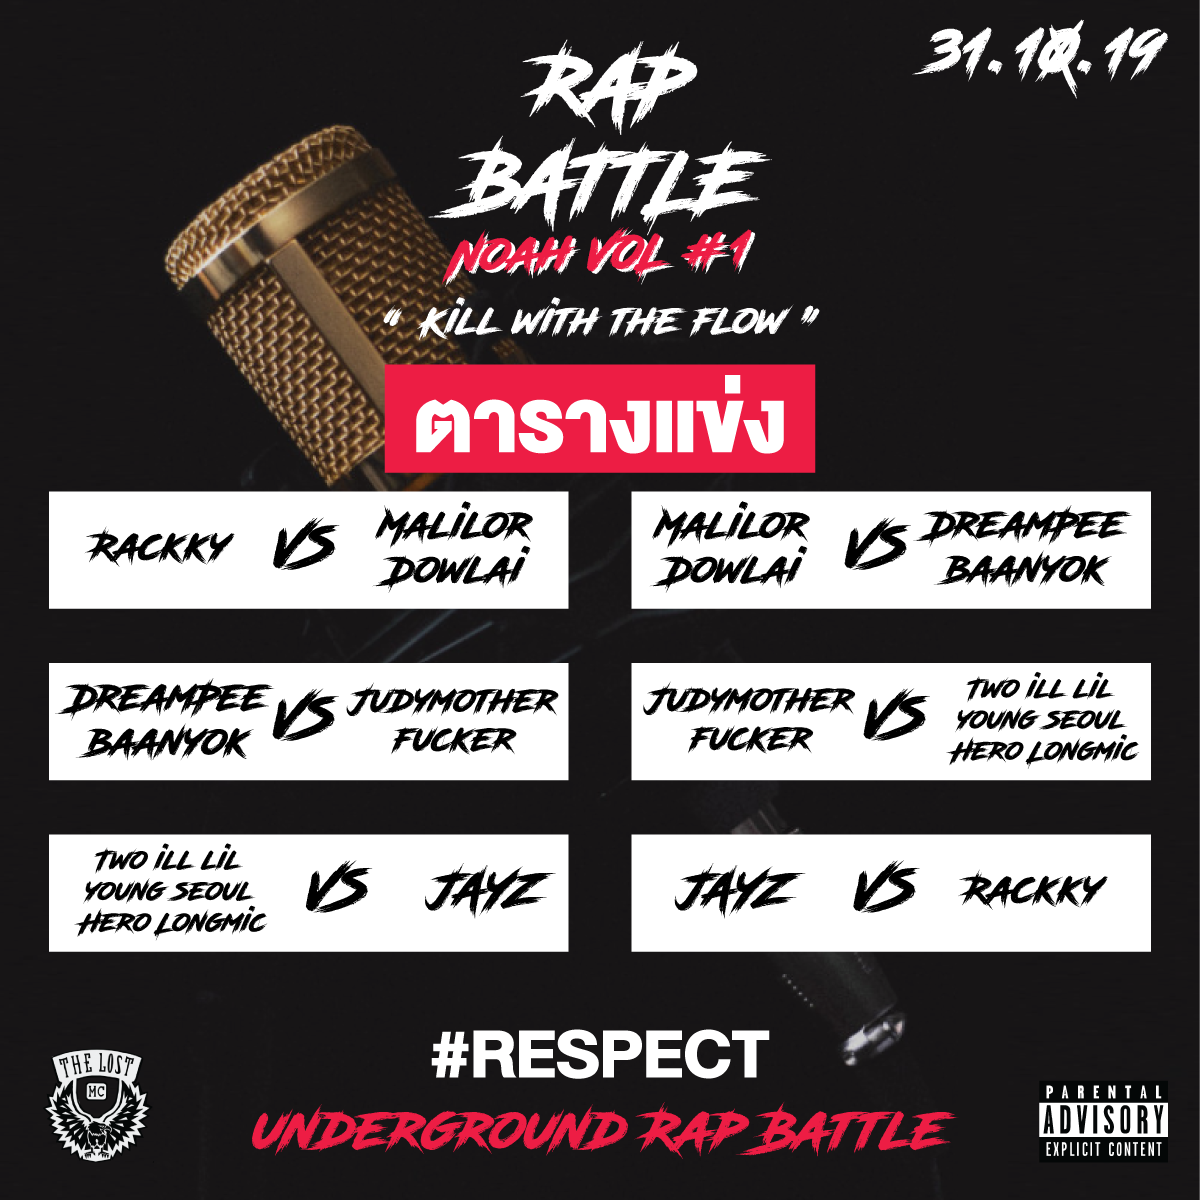 31.10.19
RAP
BATTLE
NOAH VOL #1
" KILL WITH THE FLOW "
ตารางแข่ง
RACKKY VS MALILOR
DOWLAI
MALILOR VS DREAMPEE
DOWLAI BAANYOK
DREAMPEE VS JUDYMOTHER
BAANYOK FUCKER
JUDYMOTHER VS TWO ILL LIL
FUCKER YOUNG SEOUL
HERO LONGMIC
TWO ILL LIL
YOUNG SEOUL VS JAYZ
HERO LONGMIC
JAYZ VS RACKKY
#RESPECT
UNDERGROUND RAP BATTLE
THE LOST
MC
PARENTAL
ADVISORY
EXPLICIT CONTENT